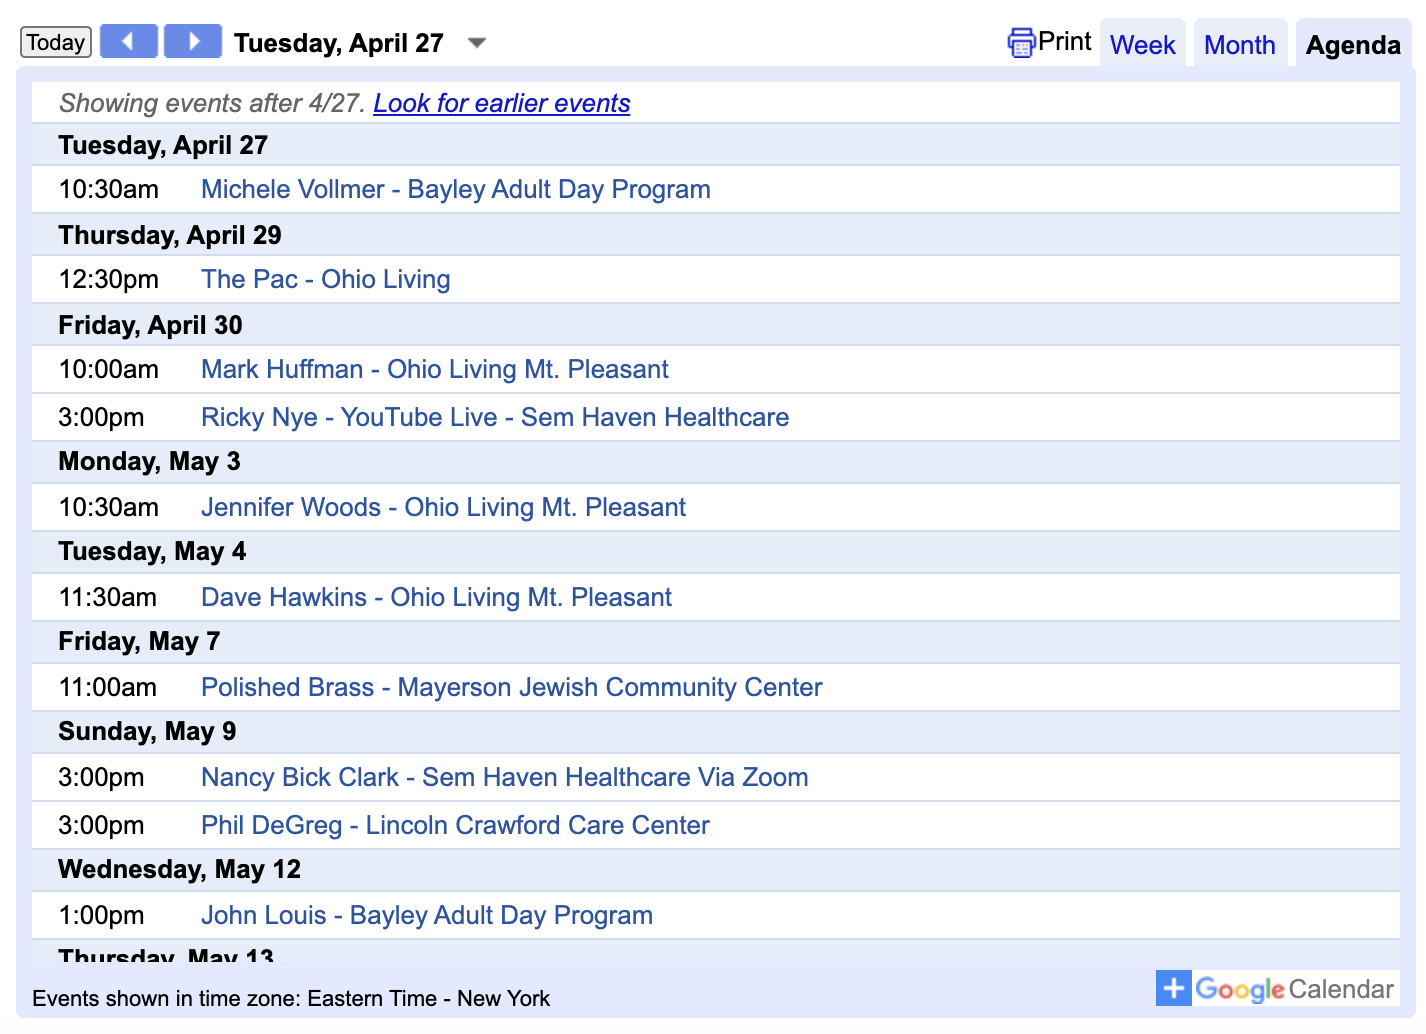 Today Tuesday, April 27 Print Week Month Agenda
Showing events after 4/27. Look for earlier events
Tuesday, April 27
10:30am Michele Vollmer - Bayley Adult Day Program
Thursday, April 29
12:30pm The Pac - Ohio Living
Friday, April 30
10:00am Mark Huffman - Ohio Living Mt. Pleasant
3:00pm Ricky Nye - YouTube Live - Sem Haven Healthcare
Monday, May 3
10:30am Jennifer Woods - Ohio Living Mt. Pleasant
Tuesday, May 4
11:30am Dave Hawkins - Ohio Living Mt. Pleasant
Friday, May 7
11:00am Polished Brass - Mayerson Jewish Community Center
Sunday, May 9
3:00pm Nancy Bick Clark - Sem Haven Healthcare Via Zoom
3:00pm Phil DeGreg - Lincoln Crawford Care Center
Wednesday, May 12
1:00pm John Louis - Bayley Adult Day Program
Thursday, May 13
Events shown in time zone: Eastern Time - New York
+ Google Calendar